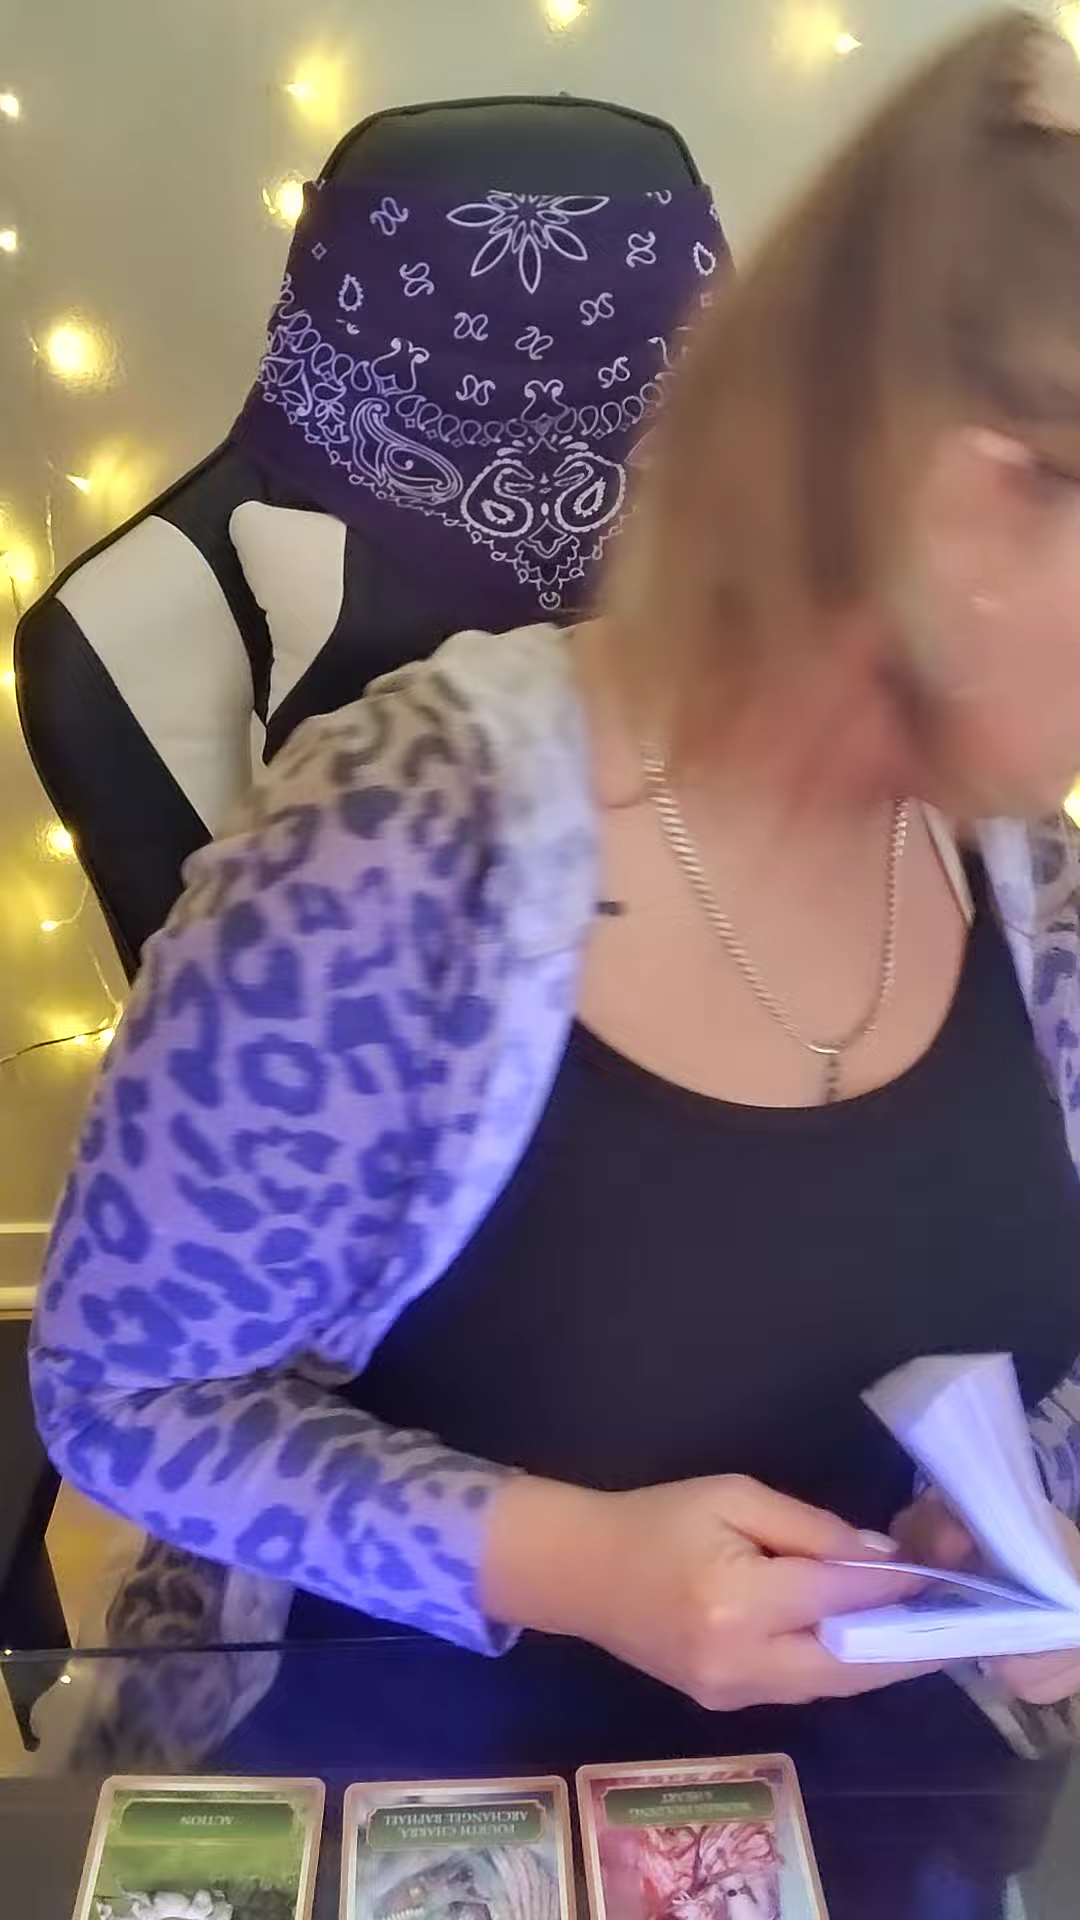 ACTION
FOURTH CHAKRA,
ARCHANGEL RAPHAEL
WOMEN HOLDING
A HEART